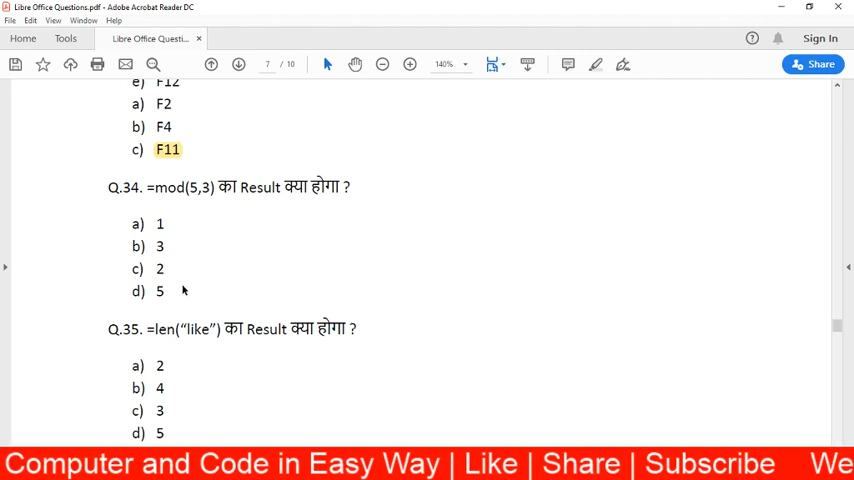 Libre Office Questions.pdf - Adobe Acrobat Reader DC
File Edit View Window Help
Home Tools Libre Office Questi... × Sign In
7 / 10 140% Share
e) F12
a) F2
b) F4
c) F11
Q.34. =mod(5,3) का Result क्या होगा ?
a) 1
b) 3
c) 2
d) 5
Q.35. =len(“like”) का Result क्या होगा ?
a) 2
b) 4
c) 3
d) 5
Computer and Code in Easy Way | Like | Share | Subscribe We